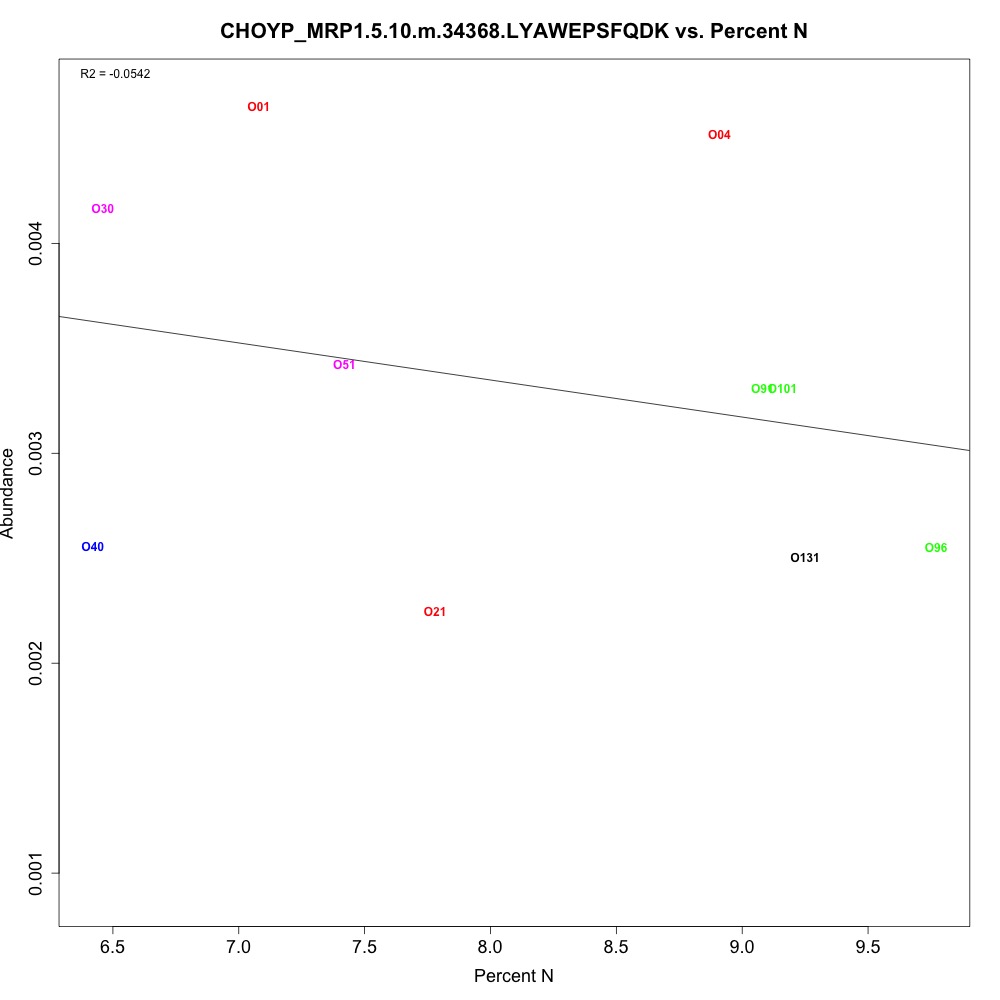 CHOYP_MRP1.5.10.m.34368.LYAWEPSFQDK vs. Percent N
R2 = -0.0542
O01
O04
O30
0.004
O51
O101
0.003
Abundance
O40
O96
O131
O21
0.002
0.001
6.5 7.0 7.5 8.0 8.5 9.0 9.5
Percent N